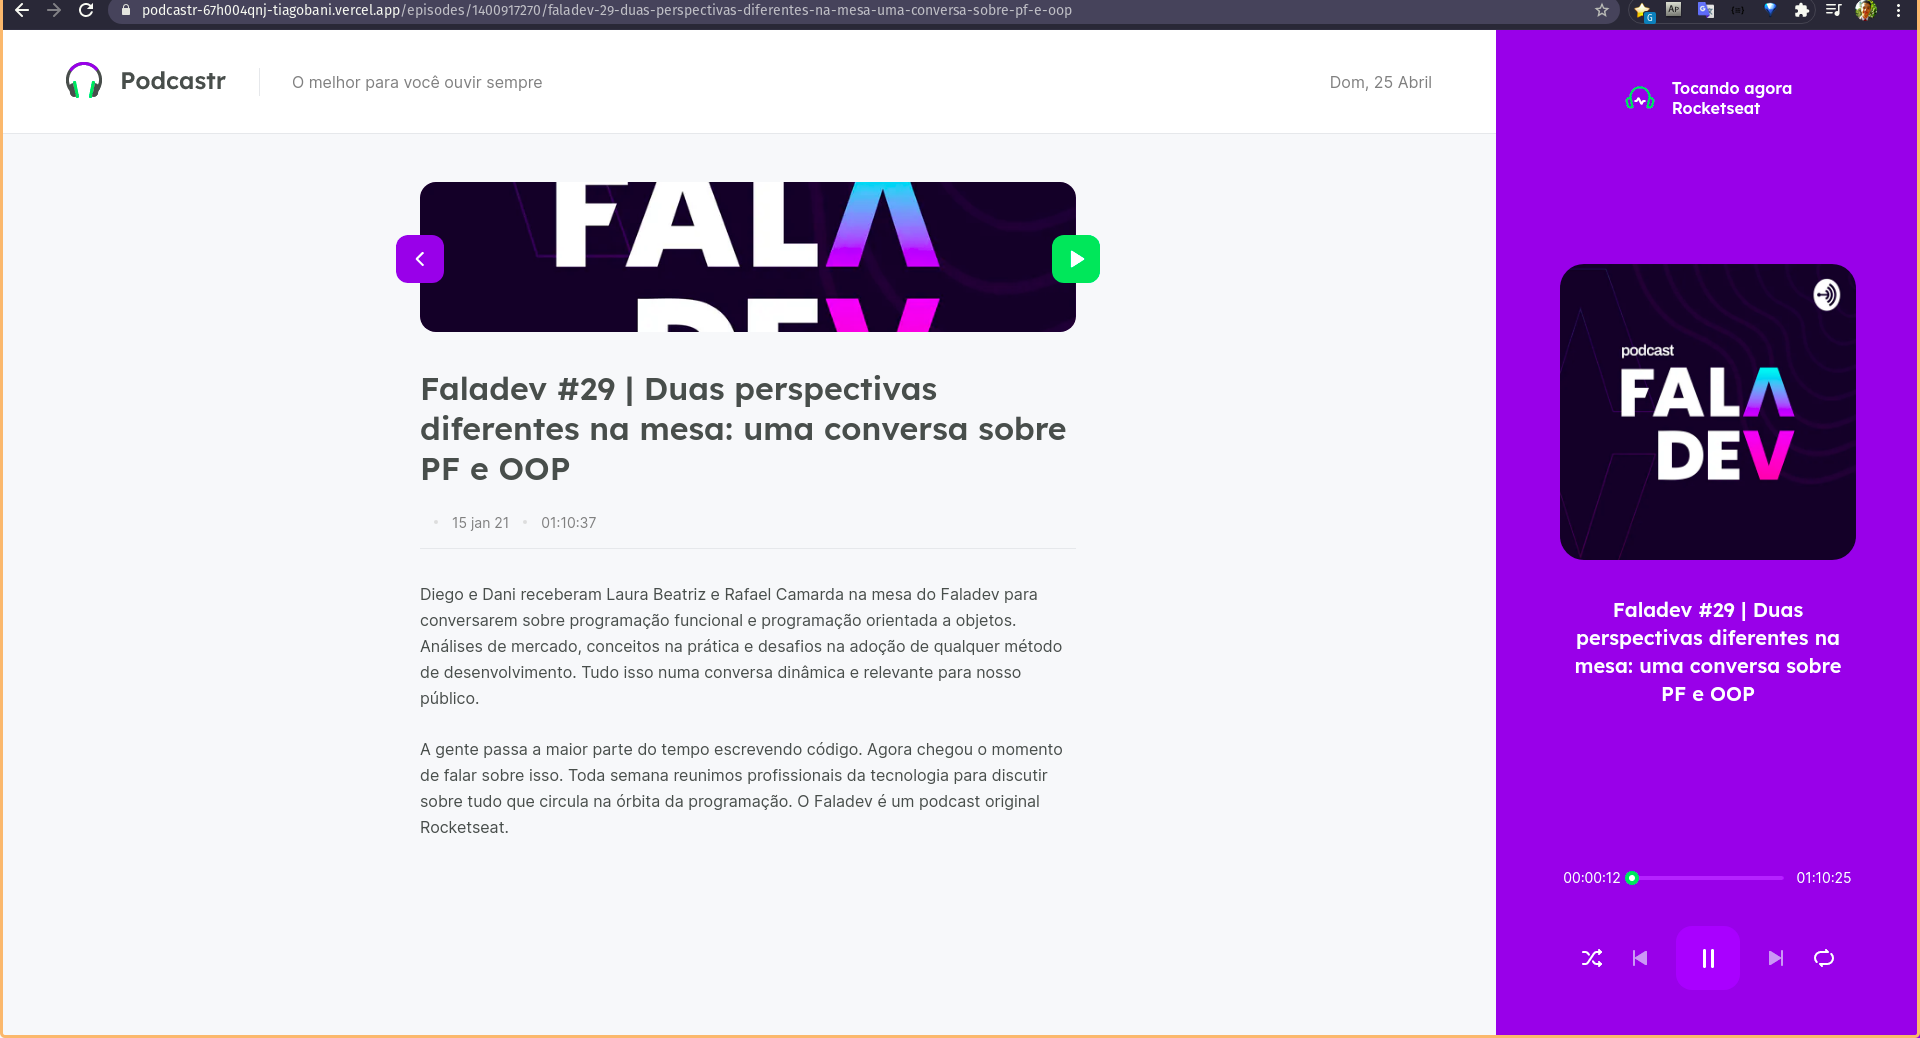 podcastr-67h004qnj-tiagobani.vercel.app/episodes/1400917270/faladev-29-duas-perspectivas-diferentes-na-mesa-uma-conversa-sobre-pf-e-oop
G
AP
G
Podcastr
O melhor para você ouvir sempre
Dom, 25 Abril
FALA
DEV
Faladev #29 | Duas perspectivas
diferentes na mesa: uma conversa sobre
PF e OOP
• 15 jan 21 • 01:10:37
Diego e Dani receberam Laura Beatriz e Rafael Camarda na mesa do Faladev para
conversarem sobre programação funcional e programação orientada a objetos.
Análises de mercado, conceitos na prática e desafios na adoção de qualquer método
de desenvolvimento. Tudo isso numa conversa dinâmica e relevante para nosso
público.
A gente passa a maior parte do tempo escrevendo código. Agora chegou o momento
de falar sobre isso. Toda semana reunimos profissionais da tecnologia para discutir
sobre tudo que circula na órbita da programação. O Faladev é um podcast original
Rocketseat.
Tocando agora
Rocketseat
podcast
FALA
DEV
Faladev #29 | Duas
perspectivas diferentes na
mesa: uma conversa sobre
PF e OOP
00:00:12
01:10:25